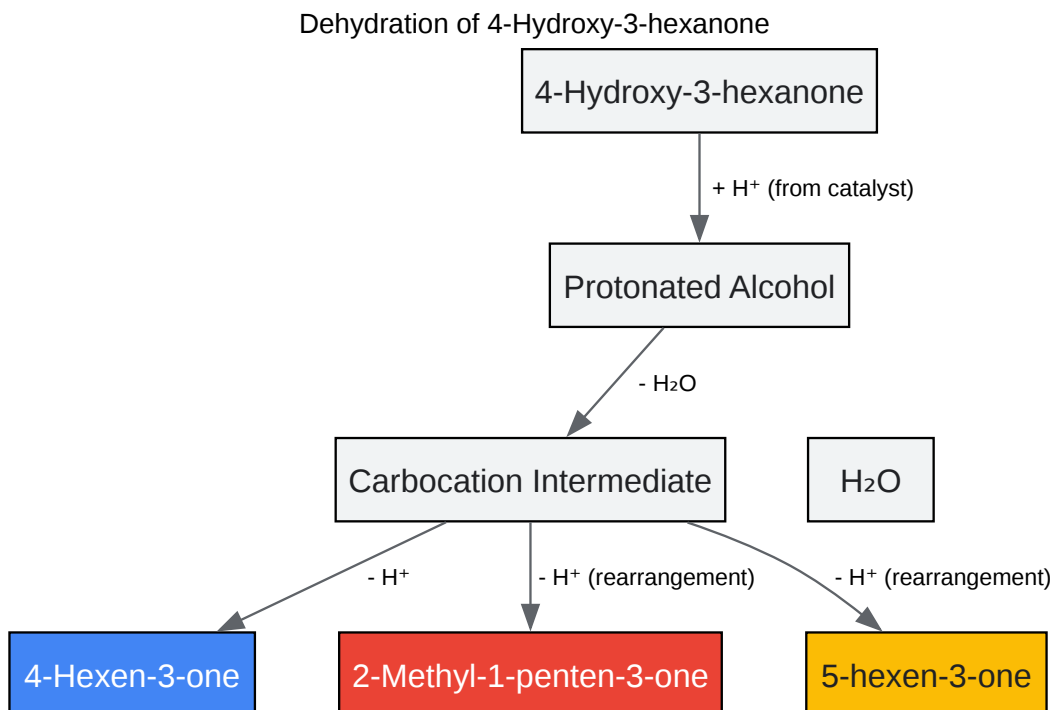 Dehydration of 4-Hydroxy-3-hexanone
4-Hydroxy-3-hexanone
+ H⁺ (from catalyst)
Protonated Alcohol
- H₂O
Carbocation Intermediate
H₂O
- H⁺
- H⁺ (rearrangement)
- H⁺ (rearrangement)
4-Hexen-3-one
2-Methyl-1-penten-3-one
5-hexen-3-one